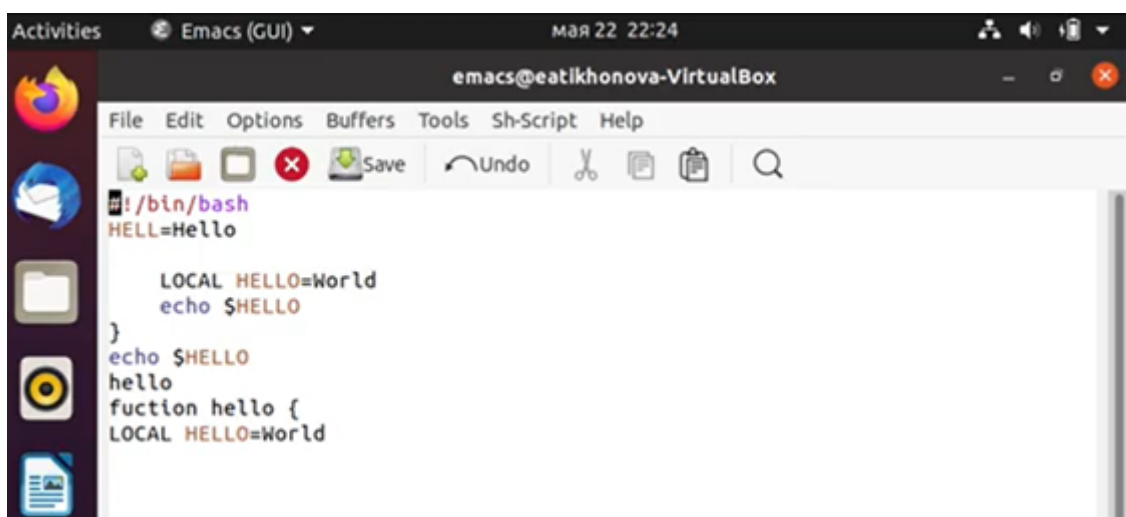 Activities Emacs (GUI) мая 22 22:24
emacs@eatikhonova-VirtualBox
File Edit Options Buffers Tools Sh-Script Help
Save Undo
#!/bin/bash
HELL=Hello
LOCAL HELLO=World
echo $HELLO
}
echo $HELLO
hello
fuction hello {
LOCAL HELLO=World